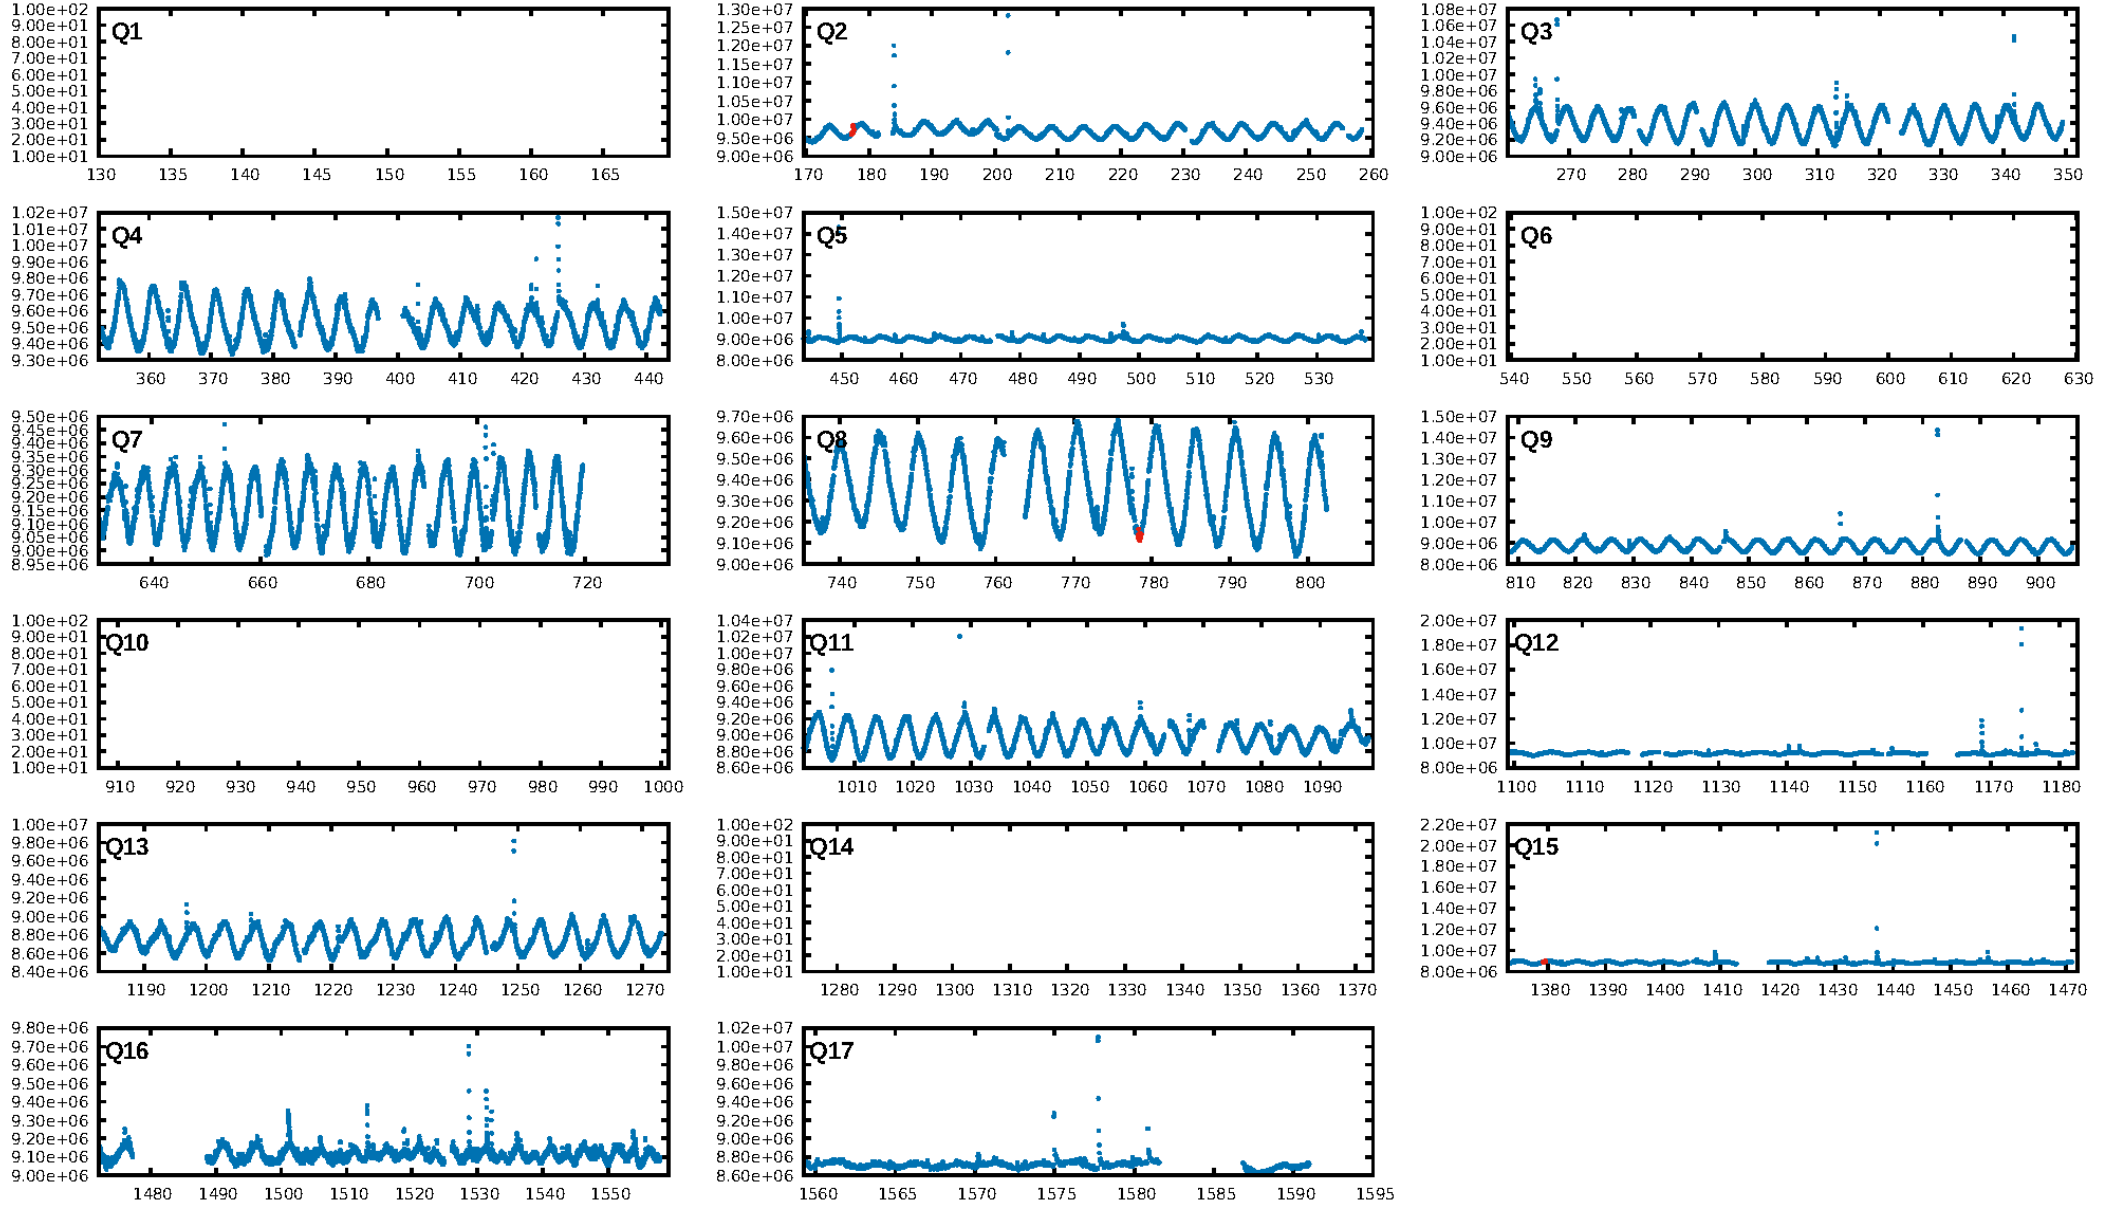 Q1
1.00e+02
9.00e+01
8.00e+01
7.00e+01
6.00e+01
5.00e+01
4.00e+01
3.00e+01
2.00e+01
1.00e+01
130 135 140 145 150 155 160 165
Q2
1.30e+07
1.25e+07
1.20e+07
1.15e+07
1.10e+07
1.05e+07
1.00e+07
9.50e+06
9.00e+06
170 180 190 200 210 220 230 240 250 260
Q3
1.08e+07
1.06e+07
1.04e+07
1.02e+07
1.00e+07
9.80e+06
9.60e+06
9.40e+06
9.20e+06
9.00e+06
270 280 290 300 310 320 330 340 350
Q4
1.02e+07
1.01e+07
1.00e+07
9.90e+06
9.80e+06
9.70e+06
9.60e+06
9.50e+06
9.40e+06
9.30e+06
360 370 380 390 400 410 420 430 440
Q5
1.50e+07
1.40e+07
1.30e+07
1.20e+07
1.10e+07
1.00e+07
9.00e+06
8.00e+06
450 460 470 480 490 500 510 520 530
Q6
1.00e+02
9.00e+01
8.00e+01
7.00e+01
6.00e+01
5.00e+01
4.00e+01
3.00e+01
2.00e+01
1.00e+01
540 550 560 570 580 590 600 610 620 630
Q7
9.50e+06
9.45e+06
9.40e+06
9.35e+06
9.30e+06
9.25e+06
9.20e+06
9.15e+06
9.10e+06
9.05e+06
9.00e+06
8.95e+06
640 660 680 700 720
Q8
9.70e+06
9.60e+06
9.50e+06
9.40e+06
9.30e+06
9.20e+06
9.10e+06
9.00e+06
740 750 760 770 780 790 800
Q9
1.50e+07
1.40e+07
1.30e+07
1.20e+07
1.10e+07
1.00e+07
9.00e+06
8.00e+06
810 820 830 840 850 860 870 880 890 900
Q10
1.00e+02
9.00e+01
8.00e+01
7.00e+01
6.00e+01
5.00e+01
4.00e+01
3.00e+01
2.00e+01
1.00e+01
910 920 930 940 950 960 970 980 990 1000
Q11
1.04e+07
1.02e+07
1.00e+07
9.80e+06
9.60e+06
9.40e+06
9.20e+06
9.00e+06
8.80e+06
8.60e+06
1010 1020 1030 1040 1050 1060 1070 1080 1090
Q12
2.00e+07
1.80e+07
1.60e+07
1.40e+07
1.20e+07
1.00e+07
8.00e+06
1100 1110 1120 1130 1140 1150 1160 1170 1180
Q13
1.00e+07
9.80e+06
9.60e+06
9.40e+06
9.20e+06
9.00e+06
8.80e+06
8.60e+06
8.40e+06
1190 1200 1210 1220 1230 1240 1250 1260 1270
Q14
1.00e+02
9.00e+01
8.00e+01
7.00e+01
6.00e+01
5.00e+01
4.00e+01
3.00e+01
2.00e+01
1.00e+01
1280 1290 1300 1310 1320 1330 1340 1350 1360 1370
Q15
2.20e+07
2.00e+07
1.80e+07
1.60e+07
1.40e+07
1.20e+07
1.00e+07
8.00e+06
1380 1390 1400 1410 1420 1430 1440 1450 1460 1470
Q16
9.80e+06
9.70e+06
9.60e+06
9.50e+06
9.40e+06
9.30e+06
9.20e+06
9.10e+06
9.00e+06
1480 1490 1500 1510 1520 1530 1540 1550
Q17
1.02e+07
1.00e+07
9.80e+06
9.60e+06
9.40e+06
9.20e+06
9.00e+06
8.80e+06
8.60e+06
1560 1565 1570 1575 1580 1585 1590 1595